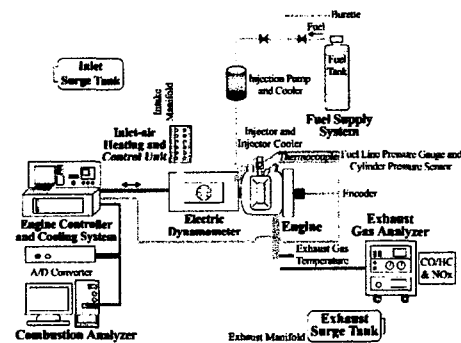 Burette
Fuel
Inlet
Surge Tank
Intake
Manifold
Injection Pump
and Cooler
Fuel
Tank
Fuel Supply
System
Inlet-air
Heating and
Control Unit
Injector and
Injector Cooler
Thermocouple
Fuel Line Pressure Gauge and
Cylinder Pressure Sensor
Encoder
Engine Controller
and Cooling System
Electric
Dynamometer
Engine
Exhaust
Gas Analyzer
A/D Converter
Exhaust Gas
Temperature
CO/HC
& NOx
Combustion Analyzer
Exhaust Manifold
Exhaust
Surge Tank